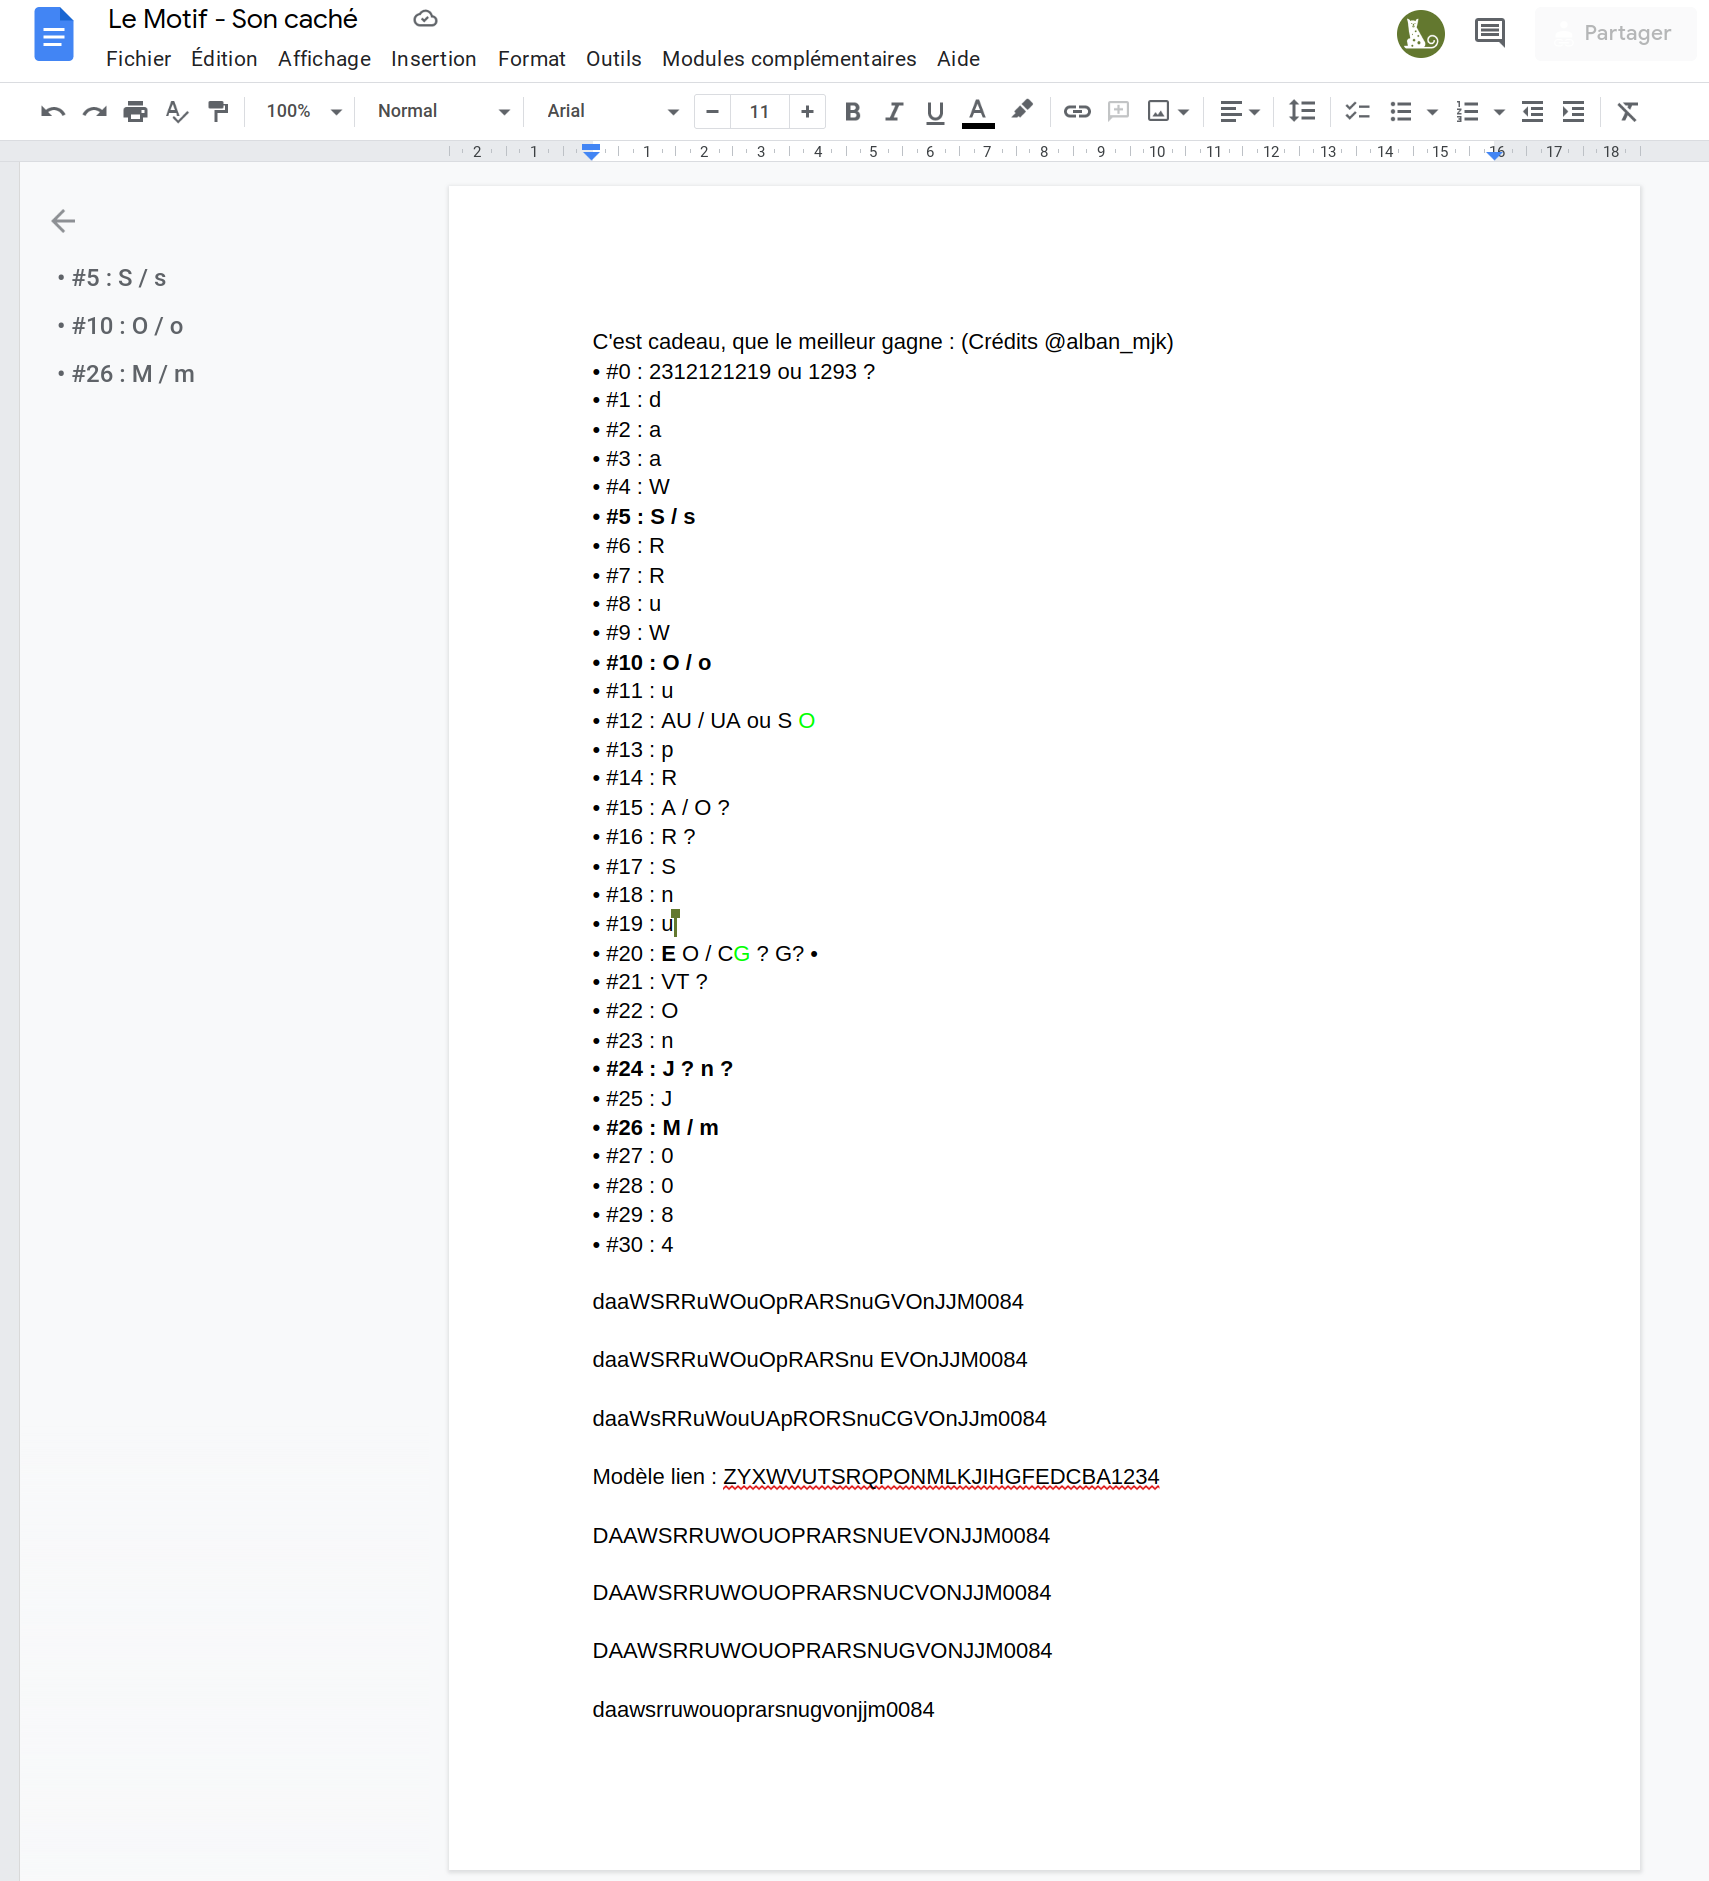 Le Motif - Son caché
Fichier Édition Affichage Insertion Format Outils Modules complémentaires Aide
Partager
100% Normal Arial 11
2 1 1 2 3 4 5 6 7 8 9 10 11 12 13 14 15 16 17 18
• #5 : S / s
• #10 : O / o
• #26 : M / m
C'est cadeau, que le meilleur gagne : (Crédits @alban_mjk)
• #0 : 2312121219 ou 1293 ?
• #1 : d
• #2 : a
• #3 : a
• #4 : W
• #5 : S / s
• #6 : R
• #7 : R
• #8 : u
• #9 : W
• #10 : O / o
• #11 : u
• #12 : AU / UA ou S O
• #13 : p
• #14 : R
• #15 : A / O ?
• #16 : R ?
• #17 : S
• #18 : n
• #19 : u
• #20 : E O / CG ? G? •
• #21 : VT ?
• #22 : O
• #23 : n
• #24 : J ? n ?
• #25 : J
• #26 : M / m
• #27 : 0
• #28 : 0
• #29 : 8
• #30 : 4
daaWSRRuWOuOpRARSnuGVOnJJM0084
daaWSRRuWOuOpRARSnu EVOnJJM0084
daaWsRRuWouUApRORSnuCGVOnJJm0084
Modèle lien : ZYXWVUTSRQPONMLKJIHGFEDCBA1234
DAAWSRRUWOUOPRARSNUEVONJJM0084
DAAWSRRUWOUOPRARSNUCVONJJM0084
DAAWSRRUWOUOPRARSNUGVONJJM0084
daawsrruwouoprarsnugvonjjm0084